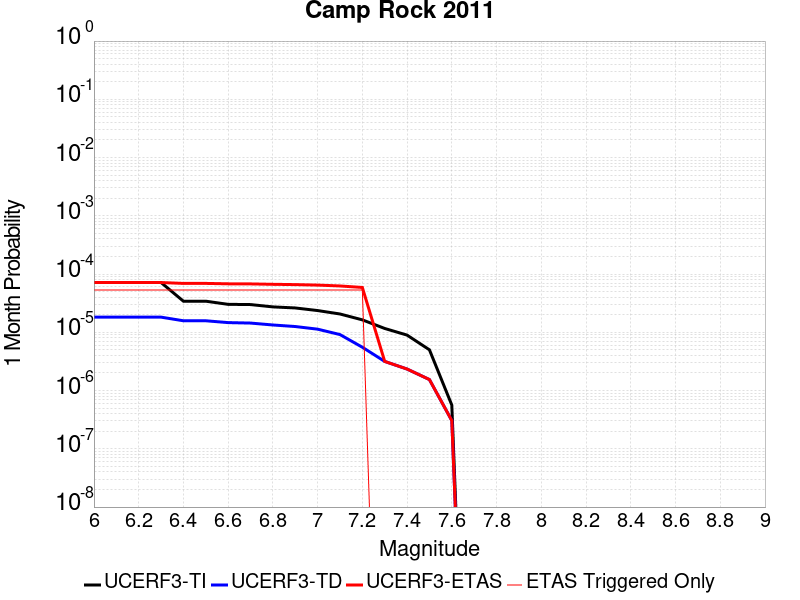 Camp Rock 2011
1 Month Probability
10^0
10^-1
10^-2
10^-3
10^-4
10^-5
10^-6
10^-7
10^-8
6 6.2 6.4 6.6 6.8 7 7.2 7.4 7.6 7.8 8 8.2 8.4 8.6 8.8 9
Magnitude
UCERF3-TI UCERF3-TD UCERF3-ETAS ETAS Triggered Only